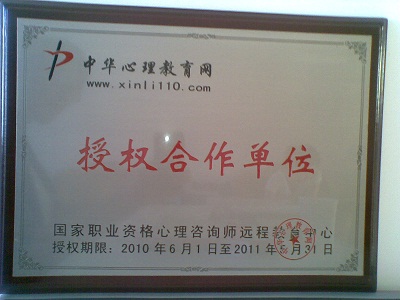 中华心理教育网
www.xinli110.com
授权合作单位
国家职业资格心理咨询师远程教育中心
授权期限：2010年6月1日至2011年5月31日